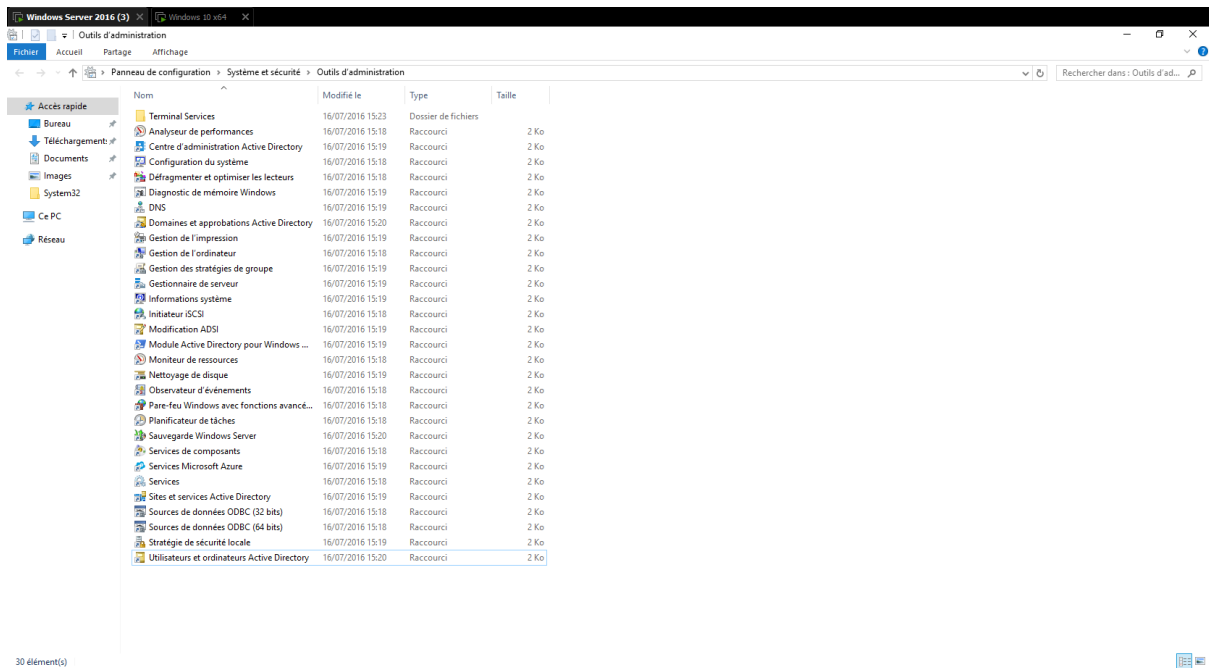 Windows Server 2016 (3) Windows 10 x64
Outils d'administration
Fichier Accueil Partage Affichage
Panneau de configuration Système et sécurité Outils d'administration Rechercher dans : Outils d'ad...
Nom Modifié le Type Taille
Accès rapide
Bureau
Téléchargements
Documents
Images
System32
Ce PC
Réseau
Terminal Services 16/07/2016 15:23 Dossier de fichiers
Analyseur de performances 16/07/2016 15:18 Raccourci 2 Ko
Centre d'administration Active Directory 16/07/2016 15:19 Raccourci 2 Ko
Configuration du système 16/07/2016 15:18 Raccourci 2 Ko
Défragmenter et optimiser les lecteurs 16/07/2016 15:18 Raccourci 2 Ko
Diagnostic de mémoire Windows 16/07/2016 15:19 Raccourci 2 Ko
DNS 16/07/2016 15:19 Raccourci 2 Ko
Domaines et approbations Active Directory 16/07/2016 15:20 Raccourci 2 Ko
Gestion de l'impression 16/07/2016 15:19 Raccourci 2 Ko
Gestion de l'ordinateur 16/07/2016 15:18 Raccourci 2 Ko
Gestion des stratégies de groupe 16/07/2016 15:19 Raccourci 2 Ko
Gestionnaire de serveur 16/07/2016 15:19 Raccourci 2 Ko
Informations système 16/07/2016 15:19 Raccourci 2 Ko
Initiateur iSCSI 16/07/2016 15:18 Raccourci 2 Ko
Modification ADSI 16/07/2016 15:19 Raccourci 2 Ko
Module Active Directory pour Windows ... 16/07/2016 15:19 Raccourci 2 Ko
Moniteur de ressources 16/07/2016 15:18 Raccourci 2 Ko
Nettoyage de disque 16/07/2016 15:19 Raccourci 2 Ko
Observateur d'événements 16/07/2016 15:18 Raccourci 2 Ko
Pare-feu Windows avec fonctions avancé... 16/07/2016 15:18 Raccourci 2 Ko
Planificateur de tâches 16/07/2016 15:18 Raccourci 2 Ko
Sauvegarde Windows Server 16/07/2016 15:20 Raccourci 2 Ko
Services de composants 16/07/2016 15:18 Raccourci 2 Ko
Services Microsoft Azure 16/07/2016 15:19 Raccourci 2 Ko
Services 16/07/2016 15:18 Raccourci 2 Ko
Sites et services Active Directory 16/07/2016 15:19 Raccourci 2 Ko
Sources de données ODBC (32 bits) 16/07/2016 15:18 Raccourci 2 Ko
Sources de données ODBC (64 bits) 16/07/2016 15:18 Raccourci 2 Ko
Stratégie de sécurité locale 16/07/2016 15:19 Raccourci 2 Ko
Utilisateurs et ordinateurs Active Directory 16/07/2016 15:20 Raccourci 2 Ko
30 élément(s)